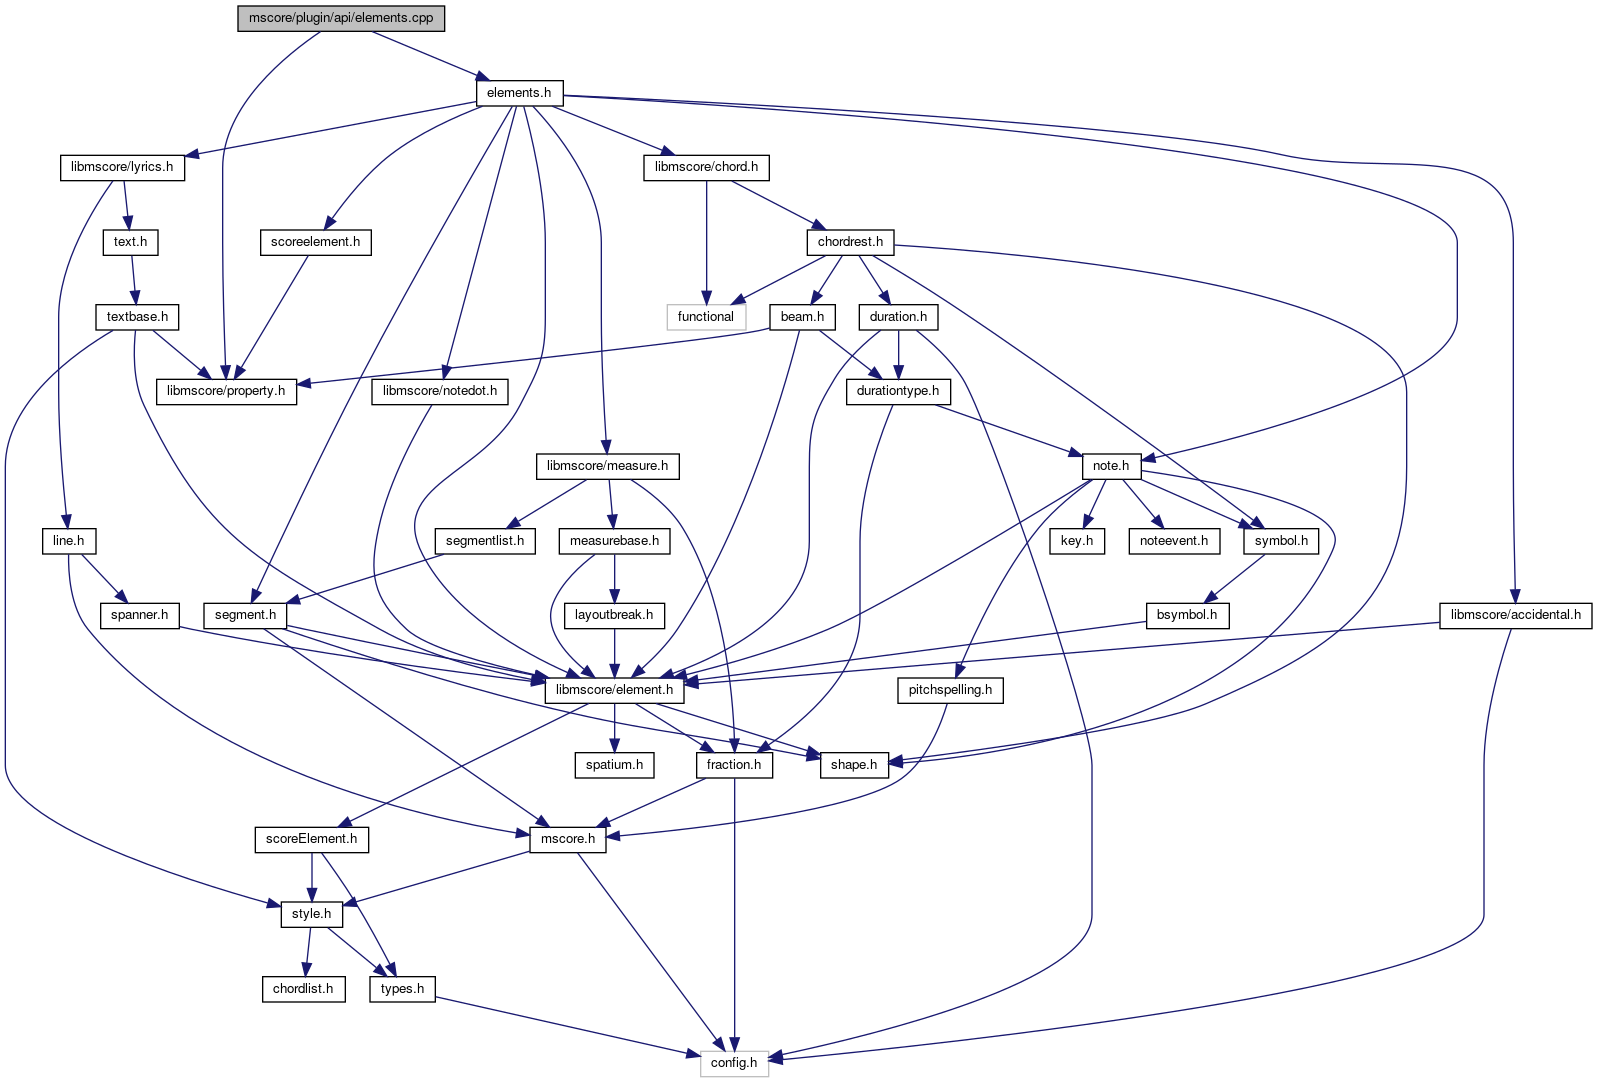 mscore/plugin/api/elements.cpp
elements.h
libmscore/lyrics.h
libmscore/chord.h
text.h
scoreelement.h
chordrest.h
textbase.h
functional
beam.h
duration.h
libmscore/property.h
libmscore/notedot.h
durationtype.h
libmscore/measure.h
note.h
line.h
segmentlist.h
measurebase.h
key.h
noteevent.h
symbol.h
spanner.h
segment.h
layoutbreak.h
bsymbol.h
libmscore/accidental.h
libmscore/element.h
pitchspelling.h
spatium.h
fraction.h
shape.h
scoreElement.h
mscore.h
style.h
chordlist.h
types.h
config.h